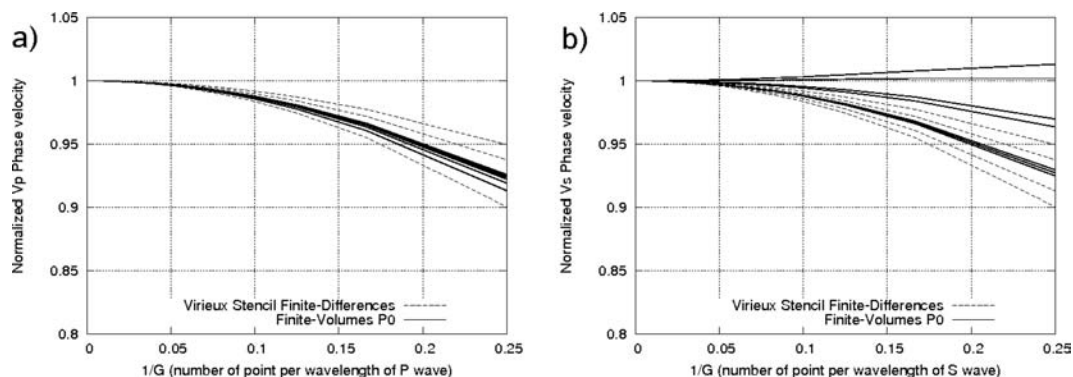 a)
1.05
1
0.95
0.9
0.85
0.8
Normalized Vp Phase velocity
Virieux Stencil Finite-Differences
Finite-Volumes P0
0
0.05
0.1
0.15
0.2
0.25
1/G (number of point per wavelength of P wave)
b)
1.05
1
0.95
0.9
0.85
0.8
Normalized Vs Phase velocity
Virieux Stencil Finite-Differences
Finite-Volumes P0
0
0.05
0.1
0.15
0.2
0.25
1/G (number of point per wavelength of S wave)